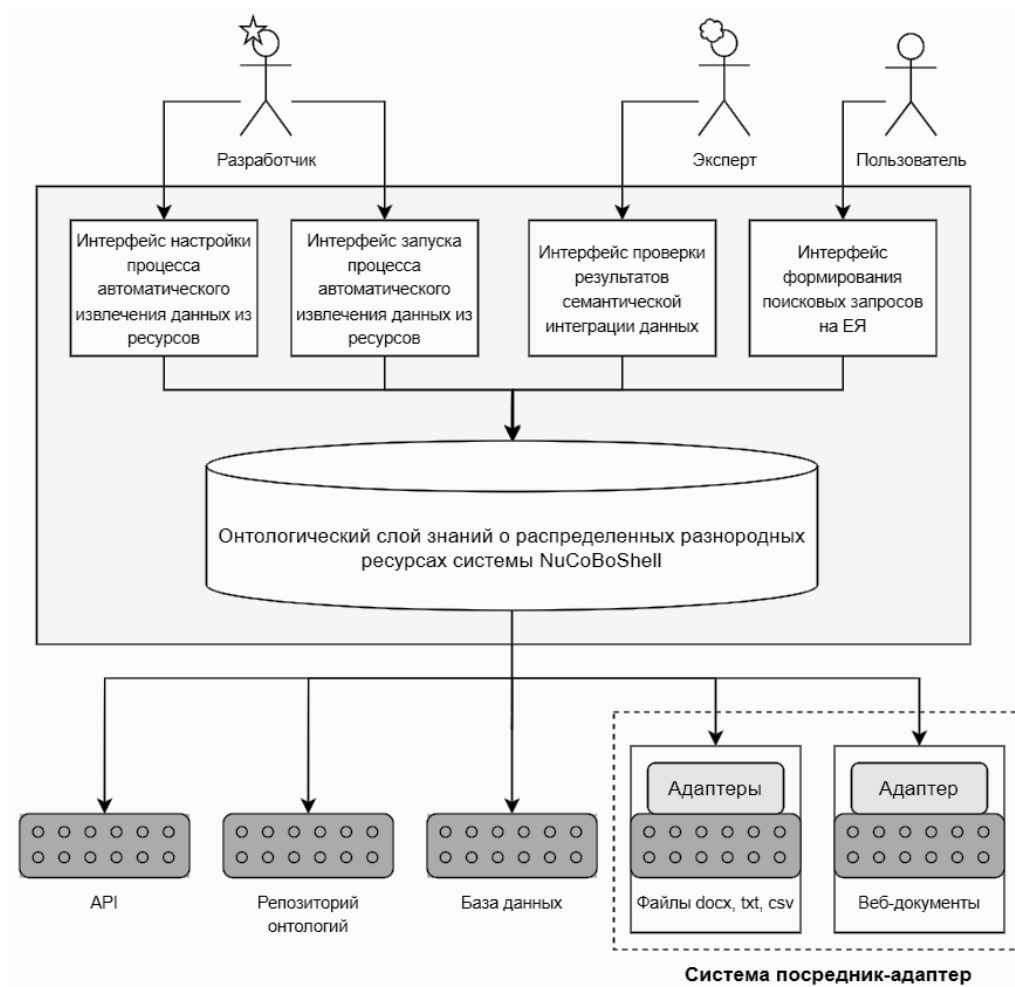 Разработчик
Эксперт
Пользователь
Интерфейс настройки
процесса
автоматического
извлечения данных из
ресурсов
Интерфейс запуска
процесса
автоматического
извлечения данных из
ресурсов
Интерфейс проверки
результатов
семантической
интеграции данных
Интерфейс
формирования
поисковых запросов
на ЕЯ
Онтологический слой знаний о распределенных разнородных
ресурсах системы NuCoBoShell
Адаптеры
Адаптер
API
Репозиторий
онтологий
База данных
Файлы docx, txt, csv
Веб-документы
Система посредник-адаптер